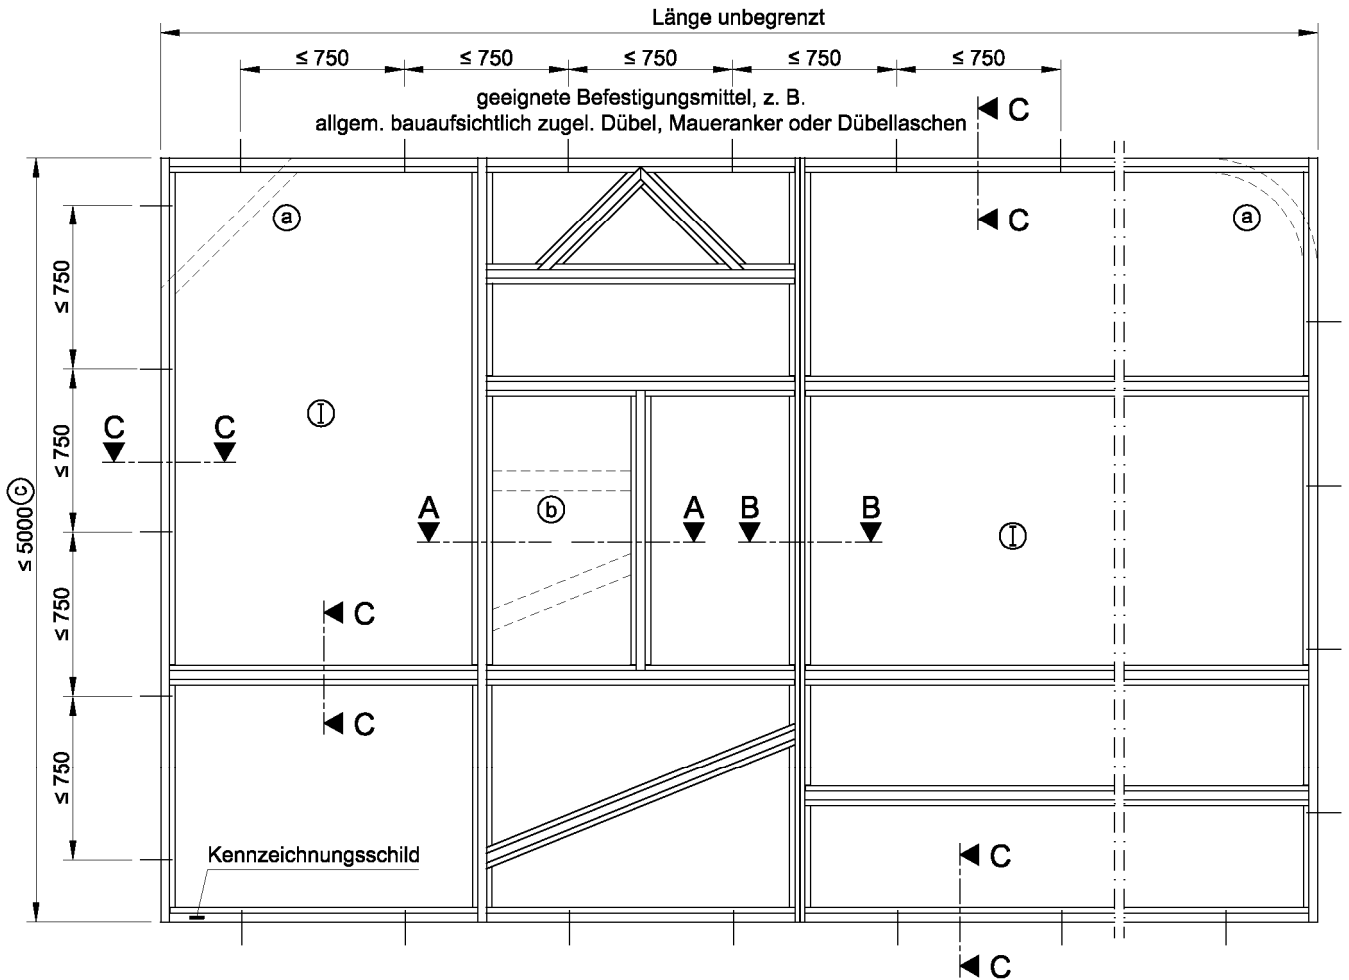 Länge unbegrenzt
≤ 750 ≤ 750 ≤ 750 ≤ 750 ≤ 750
geeignete Befestigungsmittel, z. B.
allgem. bauaufsichtlich zugel. Dübel, Maueranker oder Dübellaschen
C
C
a
a
≤ 750
I
C C
≤ 750
≤ 5000 c
A
b
A B B
I
≤ 750
C
C
≤ 750
Kennzeichnungsschild
C
C